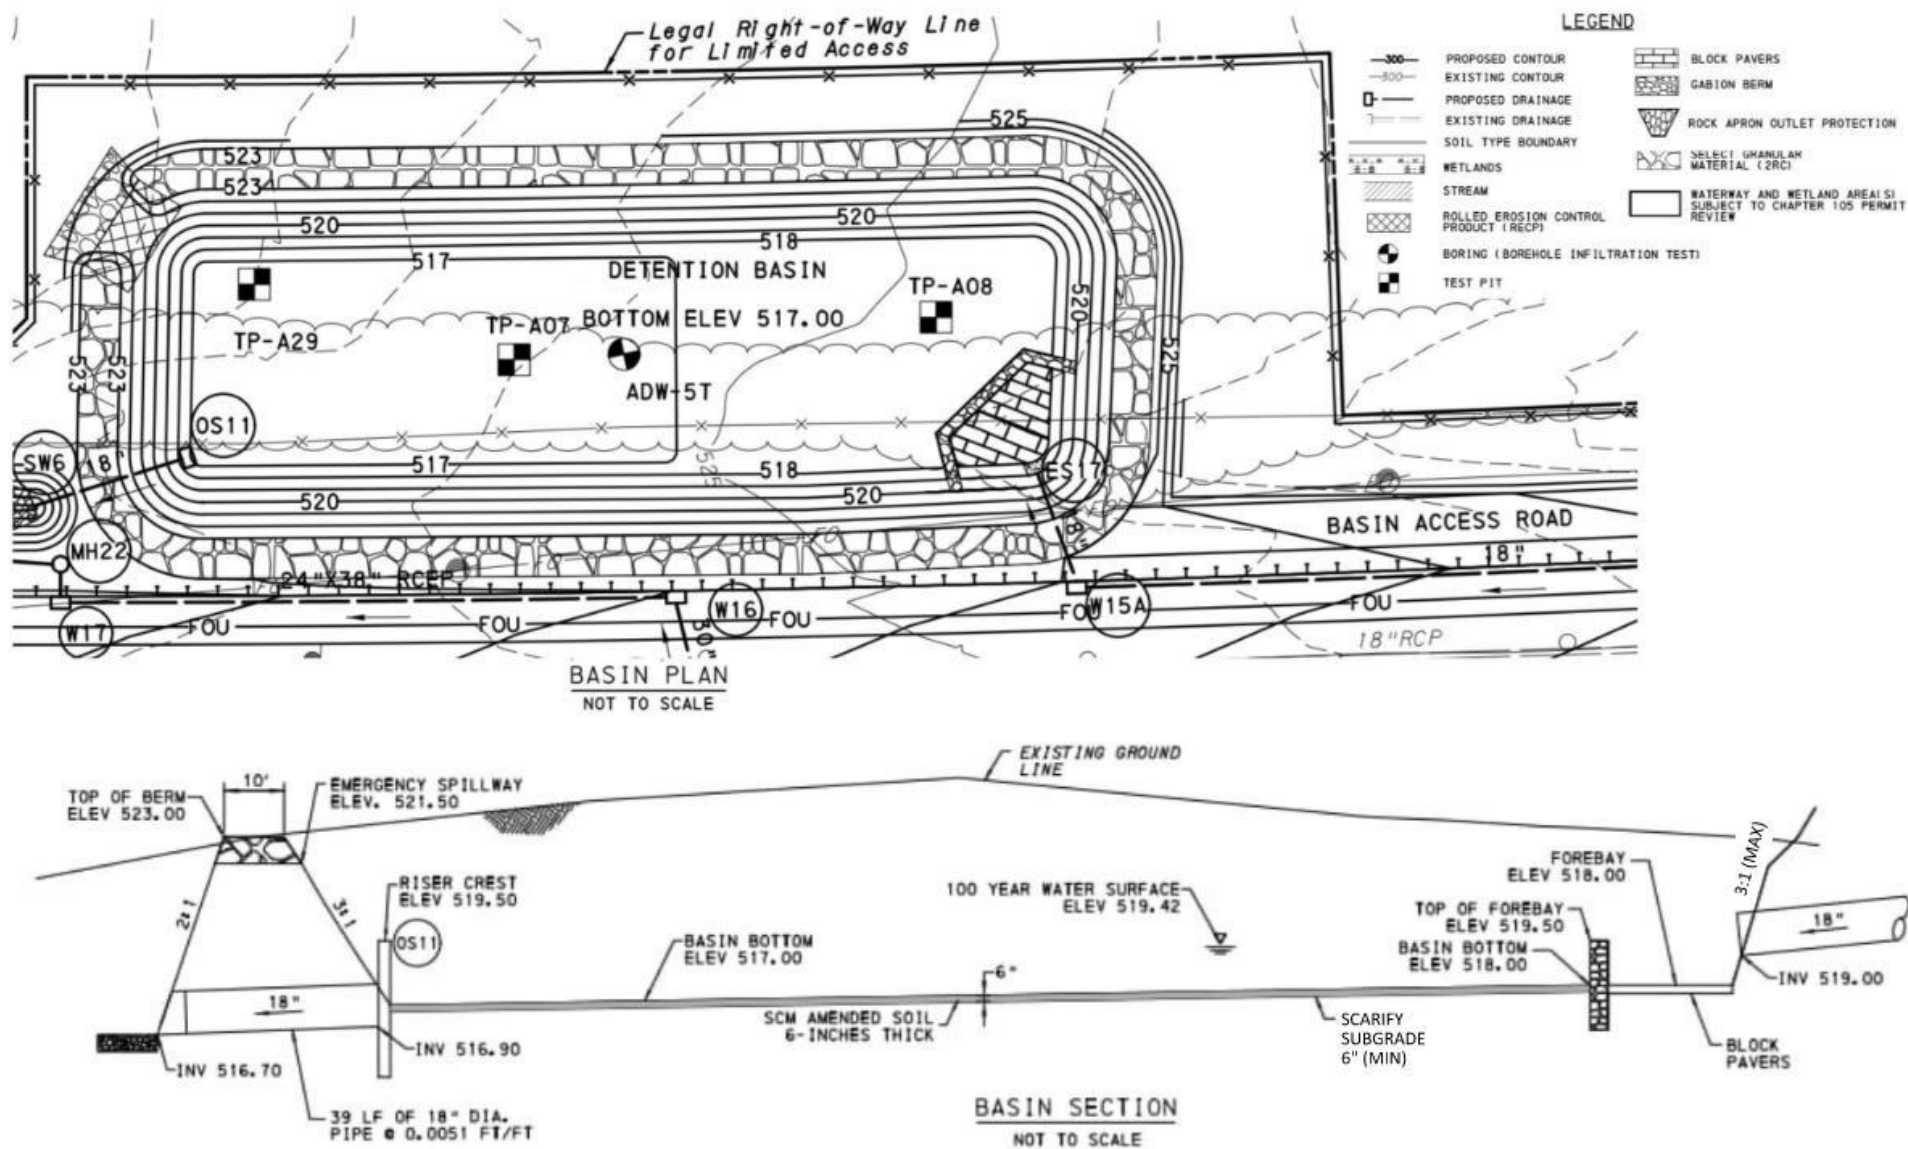 Legal Right-of-Way Line
for Limited Access
525
523
523
520
520
518
517
DETENTION BASIN
TP-A08
BOTTOM ELEV 517.00
TP-A07
TP-A29
520
525
523
523
ADW-5T
OS11
SW6
18"
517
518
525
ES17
520
520
18"
MH22
BASIN ACCESS ROAD
18"
24"X38" RCEP
W17
FOU
FOU
W16
FOU
FOU
W15A
FOU
30"
18"RCP
BASIN PLAN
NOT TO SCALE
LEGEND
300
PROPOSED CONTOUR
300
EXISTING CONTOUR
PROPOSED DRAINAGE
EXISTING DRAINAGE
SOIL TYPE BOUNDARY
WETLANDS
STREAM
ROLLED EROSION CONTROL
PRODUCT (RECP)
BORING (BOREHOLE INFILTRATION TEST)
TEST PIT
BLOCK PAVERS
GABION BERM
ROCK APRON OUTLET PROTECTION
SELECT GRANULAR
MATERIAL (2RC)
WATERWAY AND WETLAND AREA(S)
SUBJECT TO CHAPTER 105 PERMIT
REVIEW
EXISTING GROUND
LINE
10'
TOP OF BERM
ELEV 523.00
EMERGENCY SPILLWAY
ELEV. 521.50
2:1
3:1
RISER CREST
ELEV 519.50
OS11
BASIN BOTTOM
ELEV 517.00
100 YEAR WATER SURFACE
ELEV 519.42
FOREBAY
ELEV 518.00
3:1 (MAX)
TOP OF FOREBAY
ELEV 519.50
BASIN BOTTOM
ELEV 518.00
18"
INV 519.00
18"
6"
SCM AMENDED SOIL
6-INCHES THICK
SCARIFY
SUBGRADE
6" (MIN)
BLOCK
PAVERS
INV 516.90
INV 516.70
39 LF OF 18" DIA.
PIPE @ 0.0051 FT/FT
BASIN SECTION
NOT TO SCALE